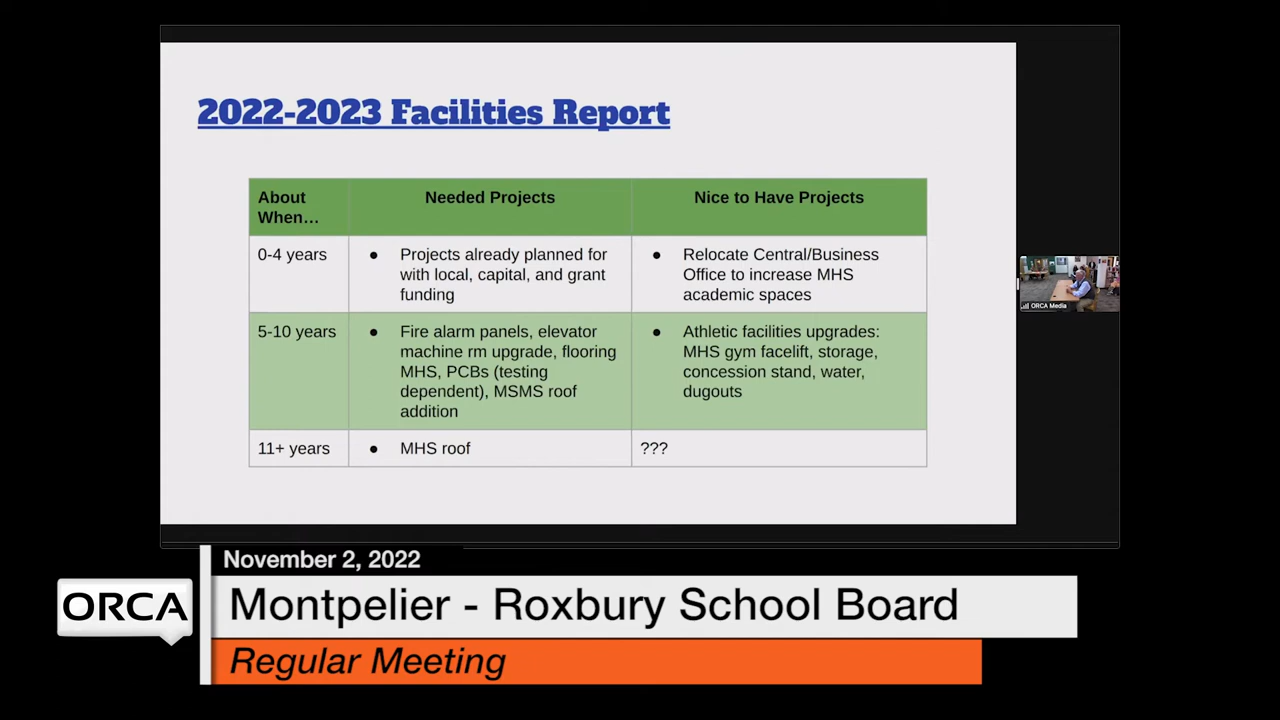 2022-2023 Facilities Report
About
When…
Needed Projects
Nice to Have Projects
0-4 years
● Projects already planned for
with local, capital, and grant
funding
● Relocate Central/Business
Office to increase MHS
academic spaces
5-10 years
● Fire alarm panels, elevator
machine rm upgrade, flooring
MHS, PCBs (testing
dependent), MSMS roof
addition
● Athletic facilities upgrades:
MHS gym facelift, storage,
concession stand, water,
dugouts
11+ years
● MHS roof
???
ORCA Media
November 2, 2022
ORCA
Montpelier - Roxbury School Board
Regular Meeting